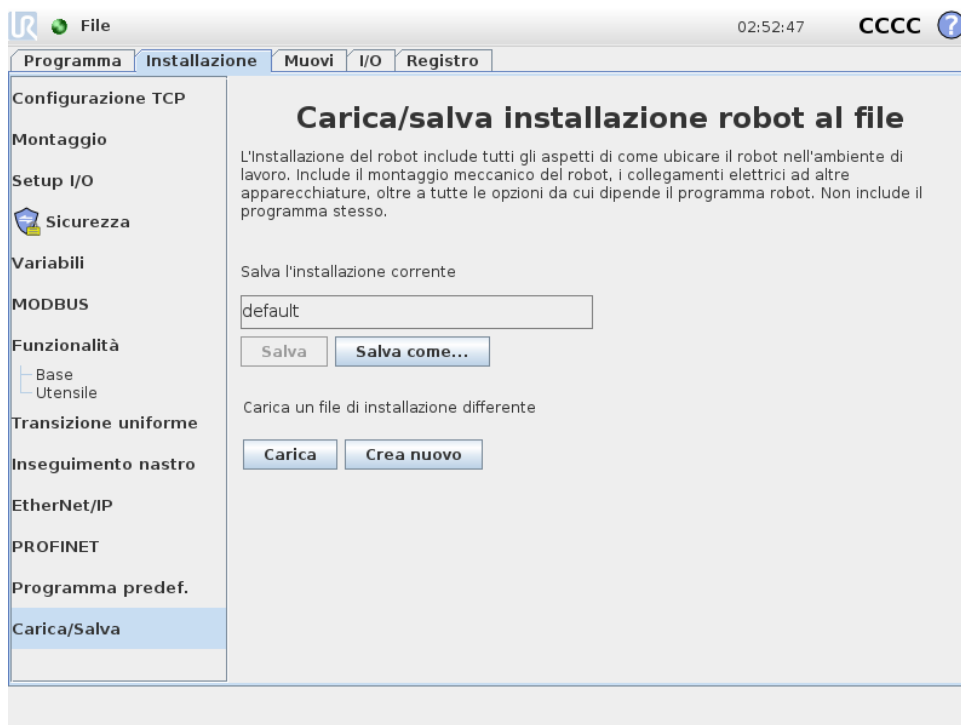 UR File 02:52:47 CCCC ?
Programma Installazione Muovi I/O Registro
Configurazione TCP
Montaggio
Setup I/O
Sicurezza
Variabili
MODBUS
Funzionalità
Base
Utensile
Transizione uniforme
Inseguimento nastro
EtherNet/IP
PROFINET
Programma predef.
Carica/Salva
Carica/salva installazione robot al file
L'Installazione del robot include tutti gli aspetti di come ubicare il robot nell'ambiente di
lavoro. Include il montaggio meccanico del robot, i collegamenti elettrici ad altre
apparecchiature, oltre a tutte le opzioni da cui dipende il programma robot. Non include il
programma stesso.
Salva l'installazione corrente
default
Salva Salva come...
Carica un file di installazione differente
Carica Crea nuovo